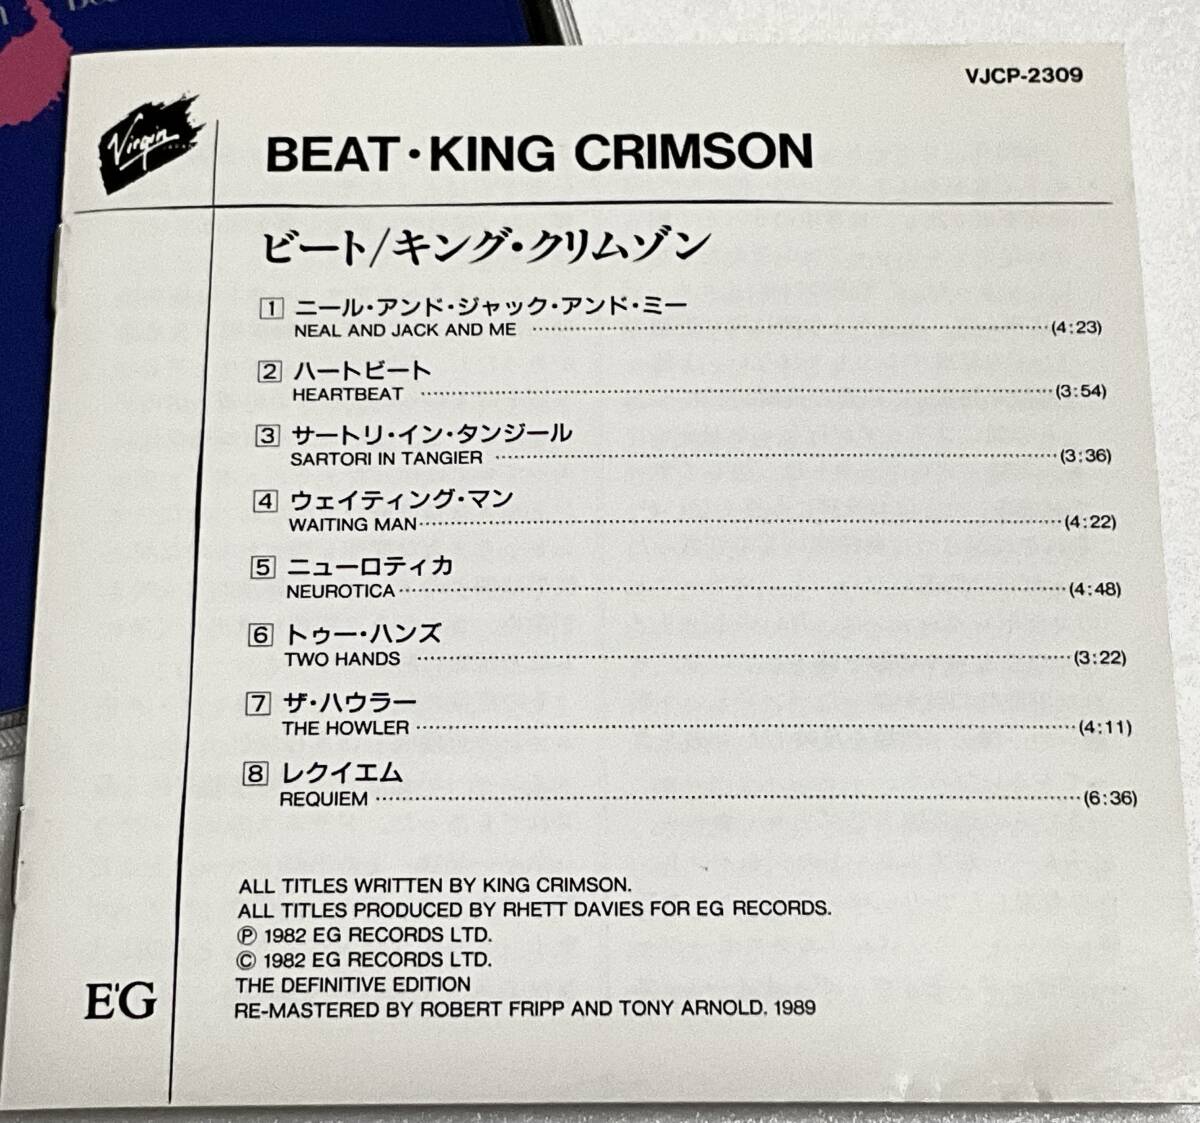 VJCP-2309
Virgin
JAPAN
BEAT・KING CRIMSON
ビート/キング・クリムゾン
1 ニール・アンド・ジャック・アンド・ミー
NEAL AND JACK AND ME (4:23)
2 ハートビート
HEARTBEAT (3:54)
3 サートリ・イン・タンジール
SARTORI IN TANGIER (3:36)
4 ウェイティング・マン
WAITING MAN (4:22)
5 ニューロティカ
NEUROTICA (4:48)
6 トゥー・ハンズ
TWO HANDS (3:22)
7 ザ・ハウラー
THE HOWLER (4:11)
8 レクイエム
REQUIEM (6:36)
ALL TITLES WRITTEN BY KING CRIMSON.
ALL TITLES PRODUCED BY RHETT DAVIES FOR EG RECORDS.
Ⓟ 1982 EG RECORDS LTD.
© 1982 EG RECORDS LTD.
THE DEFINITIVE EDITION
RE-MASTERED BY ROBERT FRIPP AND TONY ARNOLD, 1989
E'G